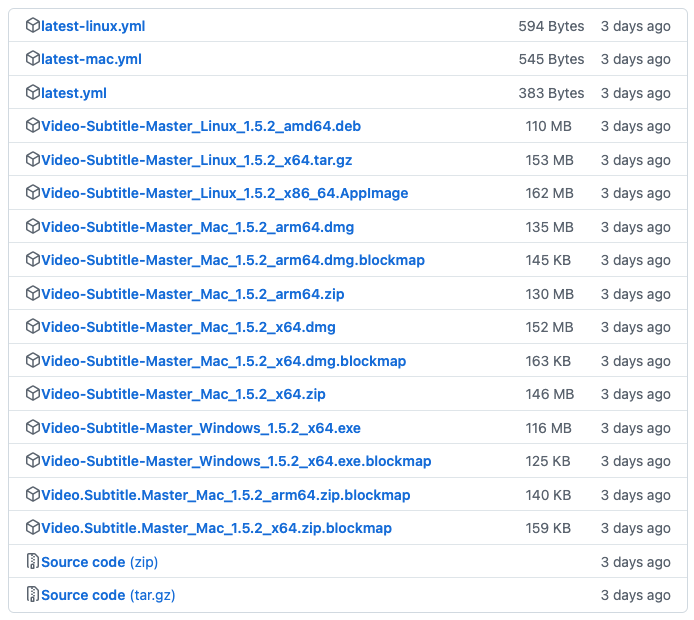 latest-linux.yml 594 Bytes 3 days ago
latest-mac.yml 545 Bytes 3 days ago
latest.yml 383 Bytes 3 days ago
Video-Subtitle-Master_Linux_1.5.2_amd64.deb 110 MB 3 days ago
Video-Subtitle-Master_Linux_1.5.2_x64.tar.gz 153 MB 3 days ago
Video-Subtitle-Master_Linux_1.5.2_x86_64.AppImage 162 MB 3 days ago
Video-Subtitle-Master_Mac_1.5.2_arm64.dmg 135 MB 3 days ago
Video-Subtitle-Master_Mac_1.5.2_arm64.dmg.blockmap 145 KB 3 days ago
Video-Subtitle-Master_Mac_1.5.2_arm64.zip 130 MB 3 days ago
Video-Subtitle-Master_Mac_1.5.2_x64.dmg 152 MB 3 days ago
Video-Subtitle-Master_Mac_1.5.2_x64.dmg.blockmap 163 KB 3 days ago
Video-Subtitle-Master_Mac_1.5.2_x64.zip 146 MB 3 days ago
Video-Subtitle-Master_Windows_1.5.2_x64.exe 116 MB 3 days ago
Video-Subtitle-Master_Windows_1.5.2_x64.exe.blockmap 125 KB 3 days ago
Video.Subtitle.Master_Mac_1.5.2_arm64.zip.blockmap 140 KB 3 days ago
Video.Subtitle.Master_Mac_1.5.2_x64.zip.blockmap 159 KB 3 days ago
Source code (zip) 3 days ago
Source code (tar.gz) 3 days ago